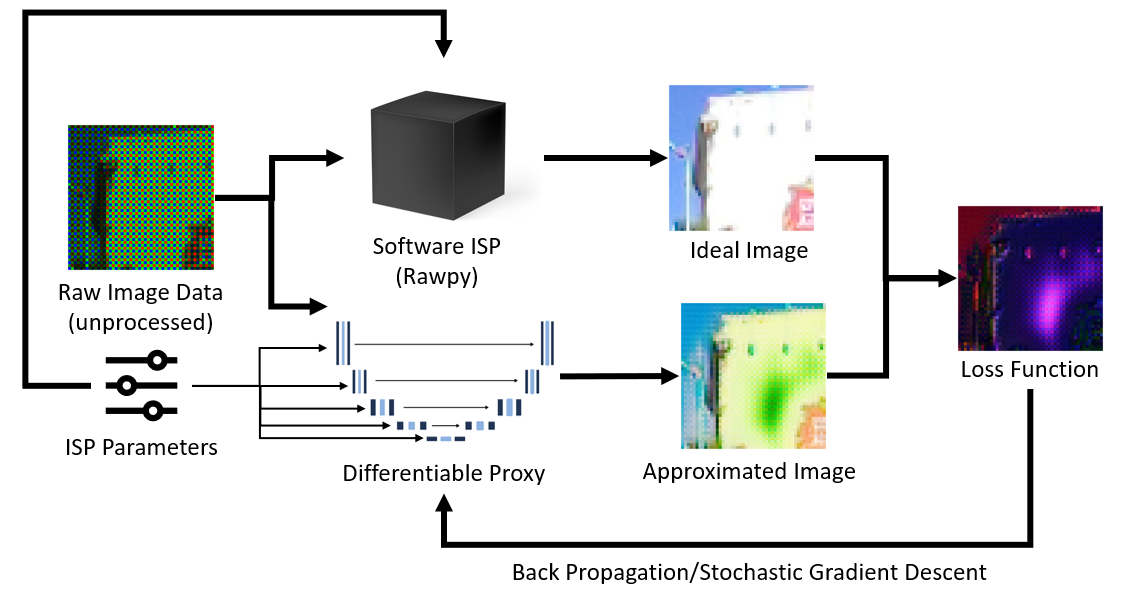 Software ISP
(Rawpy)
Ideal Image
Raw Image Data
(unprocessed)
Loss Function
ISP Parameters
Differentiable Proxy
Approximated Image
Back Propagation/Stochastic Gradient Descent